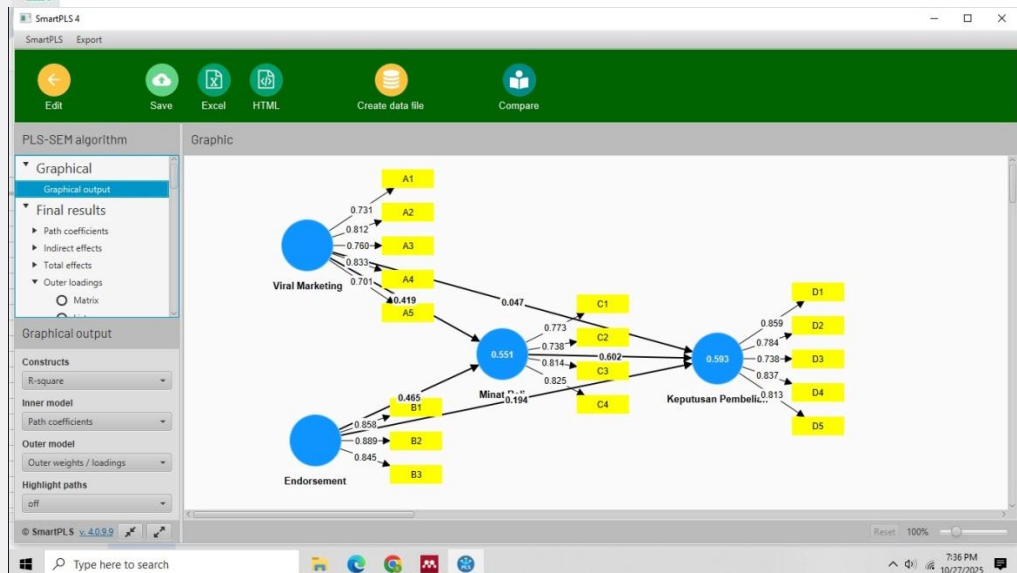 SmartPLS 4
SmartPLS Export
Edit Save Excel HTML Create data file Compare
PLS-SEM algorithm
Graphic
Graphical
Graphical output
Final results
Path coefficients
Indirect effects
Total effects
Outer loadings
Matrix
Graphical output
Constructs
R-square
Inner model
Path coefficients
Outer model
Outer weights / loadings
Highlight paths
off
© SmartPLS v. 4.0.9.9
A1
0.731
A2
0.812
0.760
A3
0.833
A4
0.701
A5
Viral Marketing
0.419
0.047
C1
0.773
C2
0.738
0.551
0.602
0.814
C3
0.825
C4
Minat
0.593
Keputusan Pembelian
D1
0.859
D2
0.784
0.738
D3
0.837
D4
0.813
D5
0.465
0.194
B1
0.858
0.889
B2
0.845
B3
Endorsement
Reset 100%
Type here to search
7:36 PM
10/27/2025